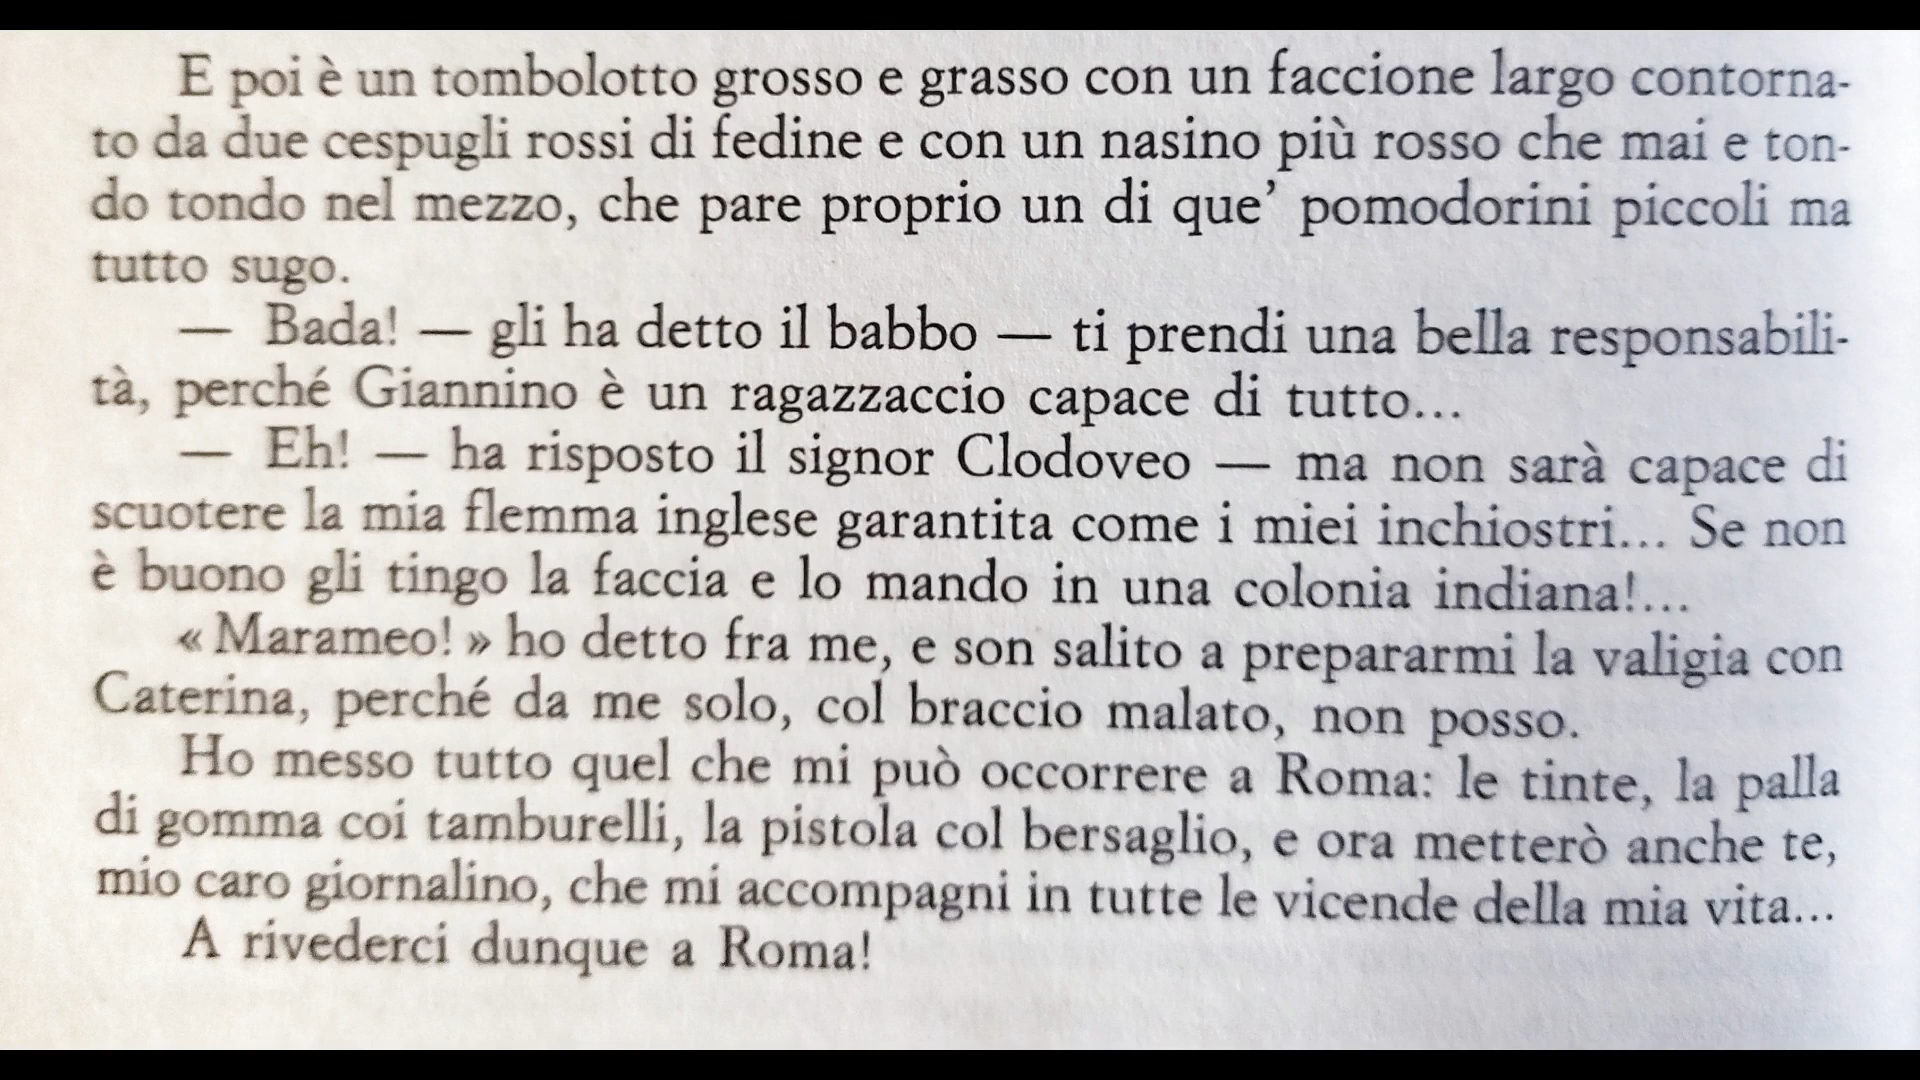 E poi è un tombolotto grosso e grasso con un faccione largo contorna-
to da due cespugli rossi di fedine e con un nasino più rosso che mai e ton-
do tondo nel mezzo, che pare proprio un di que’ pomodorini piccoli ma
tutto sugo.
— Bada! — gli ha detto il babbo — ti prendi una bella responsabili-
tà, perché Giannino è un ragazzaccio capace di tutto...
— Eh! — ha risposto il signor Clodoveo — ma non sarà capace di
scuotere la mia flemma inglese garantita come i miei inchiostri... Se non
è buono gli tingo la faccia e lo mando in una colonia indiana!...
« Marameo! » ho detto fra me, e son salito a prepararmi la valigia con
Caterina, perché da me solo, col braccio malato, non posso.
Ho messo tutto quel che mi può occorrere a Roma: le tinte, la palla
di gomma coi tamburelli, la pistola col bersaglio, e ora metterò anche te,
mio caro giornalino, che mi accompagni in tutte le vicende della mia vita...
A rivederci dunque a Roma!